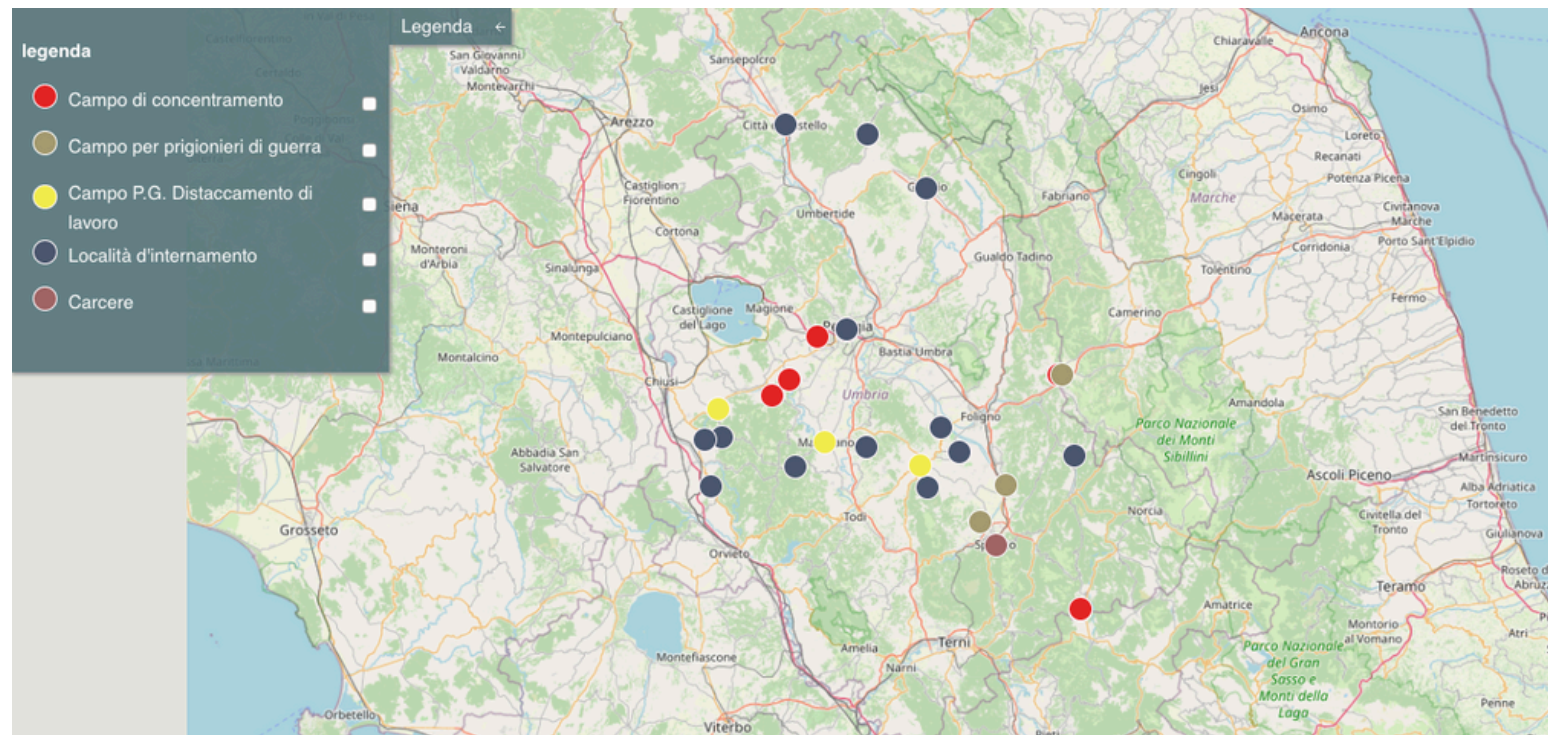 Legenda ←
legenda
Campo di concentramento
Campo per prigionieri di guerra
Campo P.G. Distaccamento di
lavoro
Località d'internamento
Carcere
San Giovanni
Valdarno
Montevarchi
Sansepolcro
Arezzo
Ancona
Chiaravalle
Jesi
Osimo
Loreto
Recanati
Potenza Picena
Cingoli
Marche
Fabriano
Castiglion
Fiorentino
Umbertide
Cortona
Civitanova
Marche
Macerata
Corridonia
Porto Sant'Elpidio
Monteroni
d'Arbia
Sinalunga
Gualdo Tadino
Tolentino
Fermo
Castiglione
del Lago
Magione
Camerino
Montepulciano
Bastia Umbra
Montalcino
Chiusi
Umbria
Foligno
Amandola
Parco Nazionale
dei Monti
Sibillini
San Benedetto
del Tronto
Abbadia San
Salvatore
Martinsicuro
Ascoli Piceno
Alba Adriatica
Tortoreto
Norcia
Civitella del
Tronto
Giulianova
Grosseto
Todi
Orvieto
Teramo
Amatrice
Montorio
al Vomano
Atri
Amelia
Terni
Narni
Montefiascone
Parco Nazionale
del Gran
Sasso e
Monti della
Laga
Penne
Orbetello
Viterbo